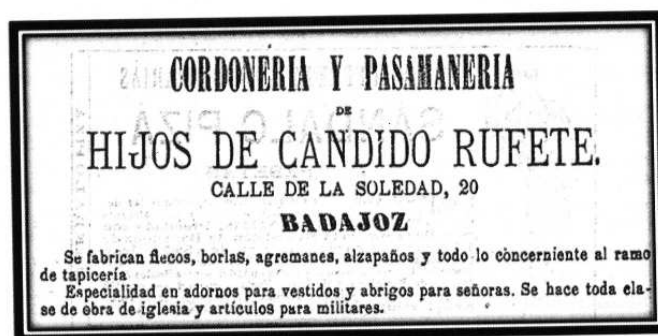 CORDONERIA Y PASAMANERIA
DE
HIJOS DE CANDIDO RUFETE.
CALLE DE LA SOLEDAD, 20
BADAJOZ
Se fabrican flecos, borlas, agremanes, alzapaños y todo lo concerniente al ramo
de tapicería
Especialidad en adornos para vestidos y abrigos para señoras. Se hace toda cla-
se de obra de iglesia y artículos para militares.